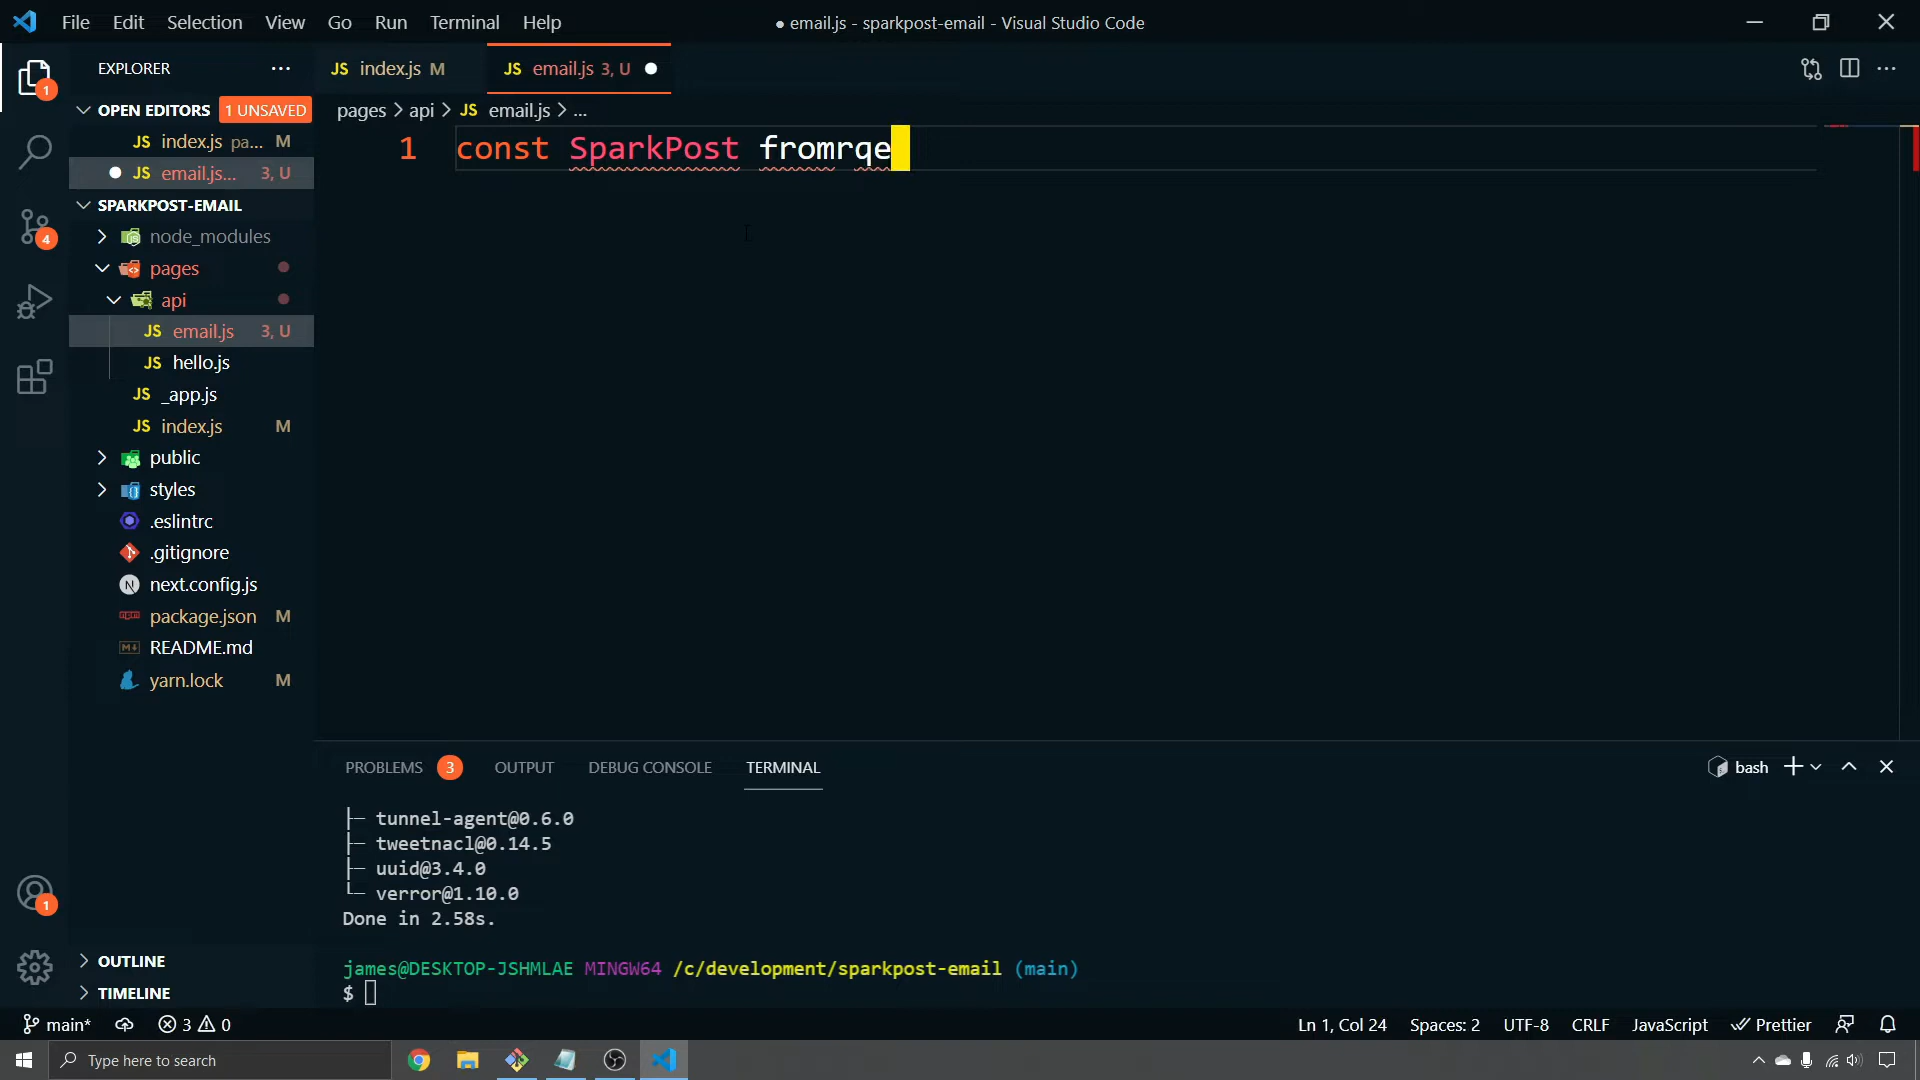 File Edit Selection View Go Run Terminal Help
● email.js - sparkpost-email - Visual Studio Code
EXPLORER
JS index.js M
JS email.js 3, U
1
OPEN EDITORS 1 UNSAVED
pages > api > JS email.js > ...
JS index.js pa... M
1 const SparkPost fromrqe
JS email.js... 3, U
SPARKPOST-EMAIL
node_modules
4
pages
api
JS email.js 3, U
JS hello.js
JS _app.js
JS index.js M
public
styles
.eslintrc
.gitignore
N next.config.js
package.json M
README.md
yarn.lock M
PROBLEMS 3 OUTPUT DEBUG CONSOLE TERMINAL
bash
├─ tunnel-agent@0.6.0
├─ tweetnacl@0.14.5
├─ uuid@3.4.0
└─ verror@1.10.0
Done in 2.58s.
1
OUTLINE
james@DESKTOP-JSHMLAE MINGW64 /c/development/sparkpost-email (main)
TIMELINE
$
main* 3 0
Ln 1, Col 24 Spaces: 2 UTF-8 CRLF JavaScript Prettier
Type here to search